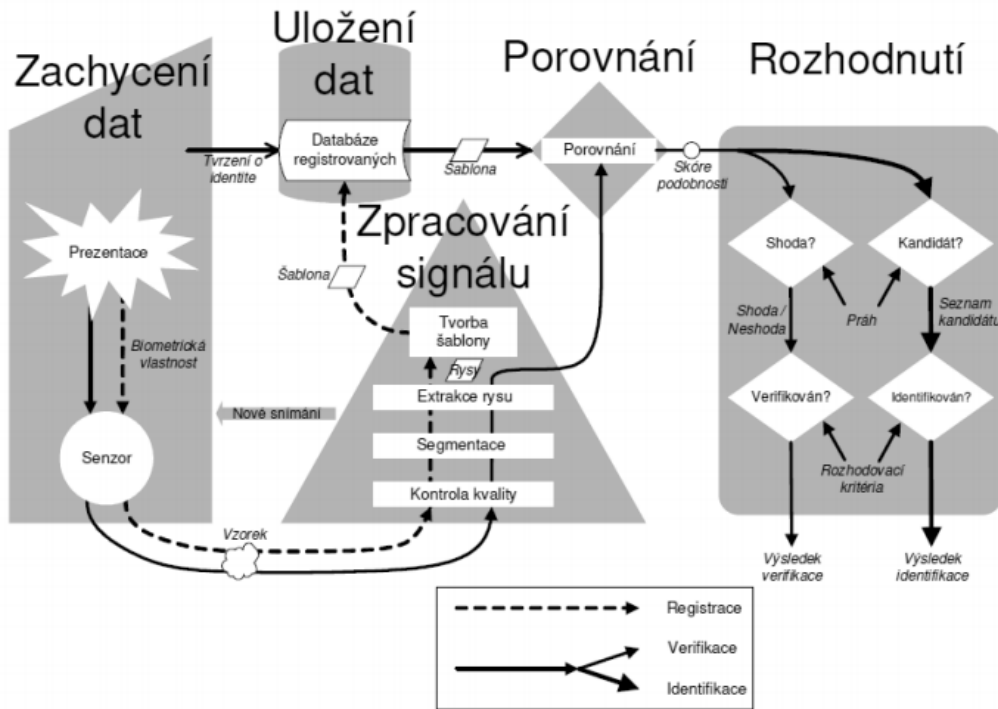 Zachycení
dat
Uložení
dat
Porovnání
Rozhodnutí
Tvrzení o
identite
Databáze
registrovaných
Šablona
Porovnání
Skóre
podobnosti
Zpracování
signálu
Prezentace
Šablona
Shoda?
Kandidát?
Tvorba
šablony
Shoda /
Neshoda
Práh
Seznam
kandidátu
Biometrická
vlastnost
Rysy
Extrakce rysu
Verifikován?
Identifikován?
Nové snímání
Segmentace
Senzor
Rozhodovací
kritéria
Kontrola kvality
Vzorek
Výsledek
verifikace
Výsledek
identifikace
Registrace
Verifikace
Identifikace